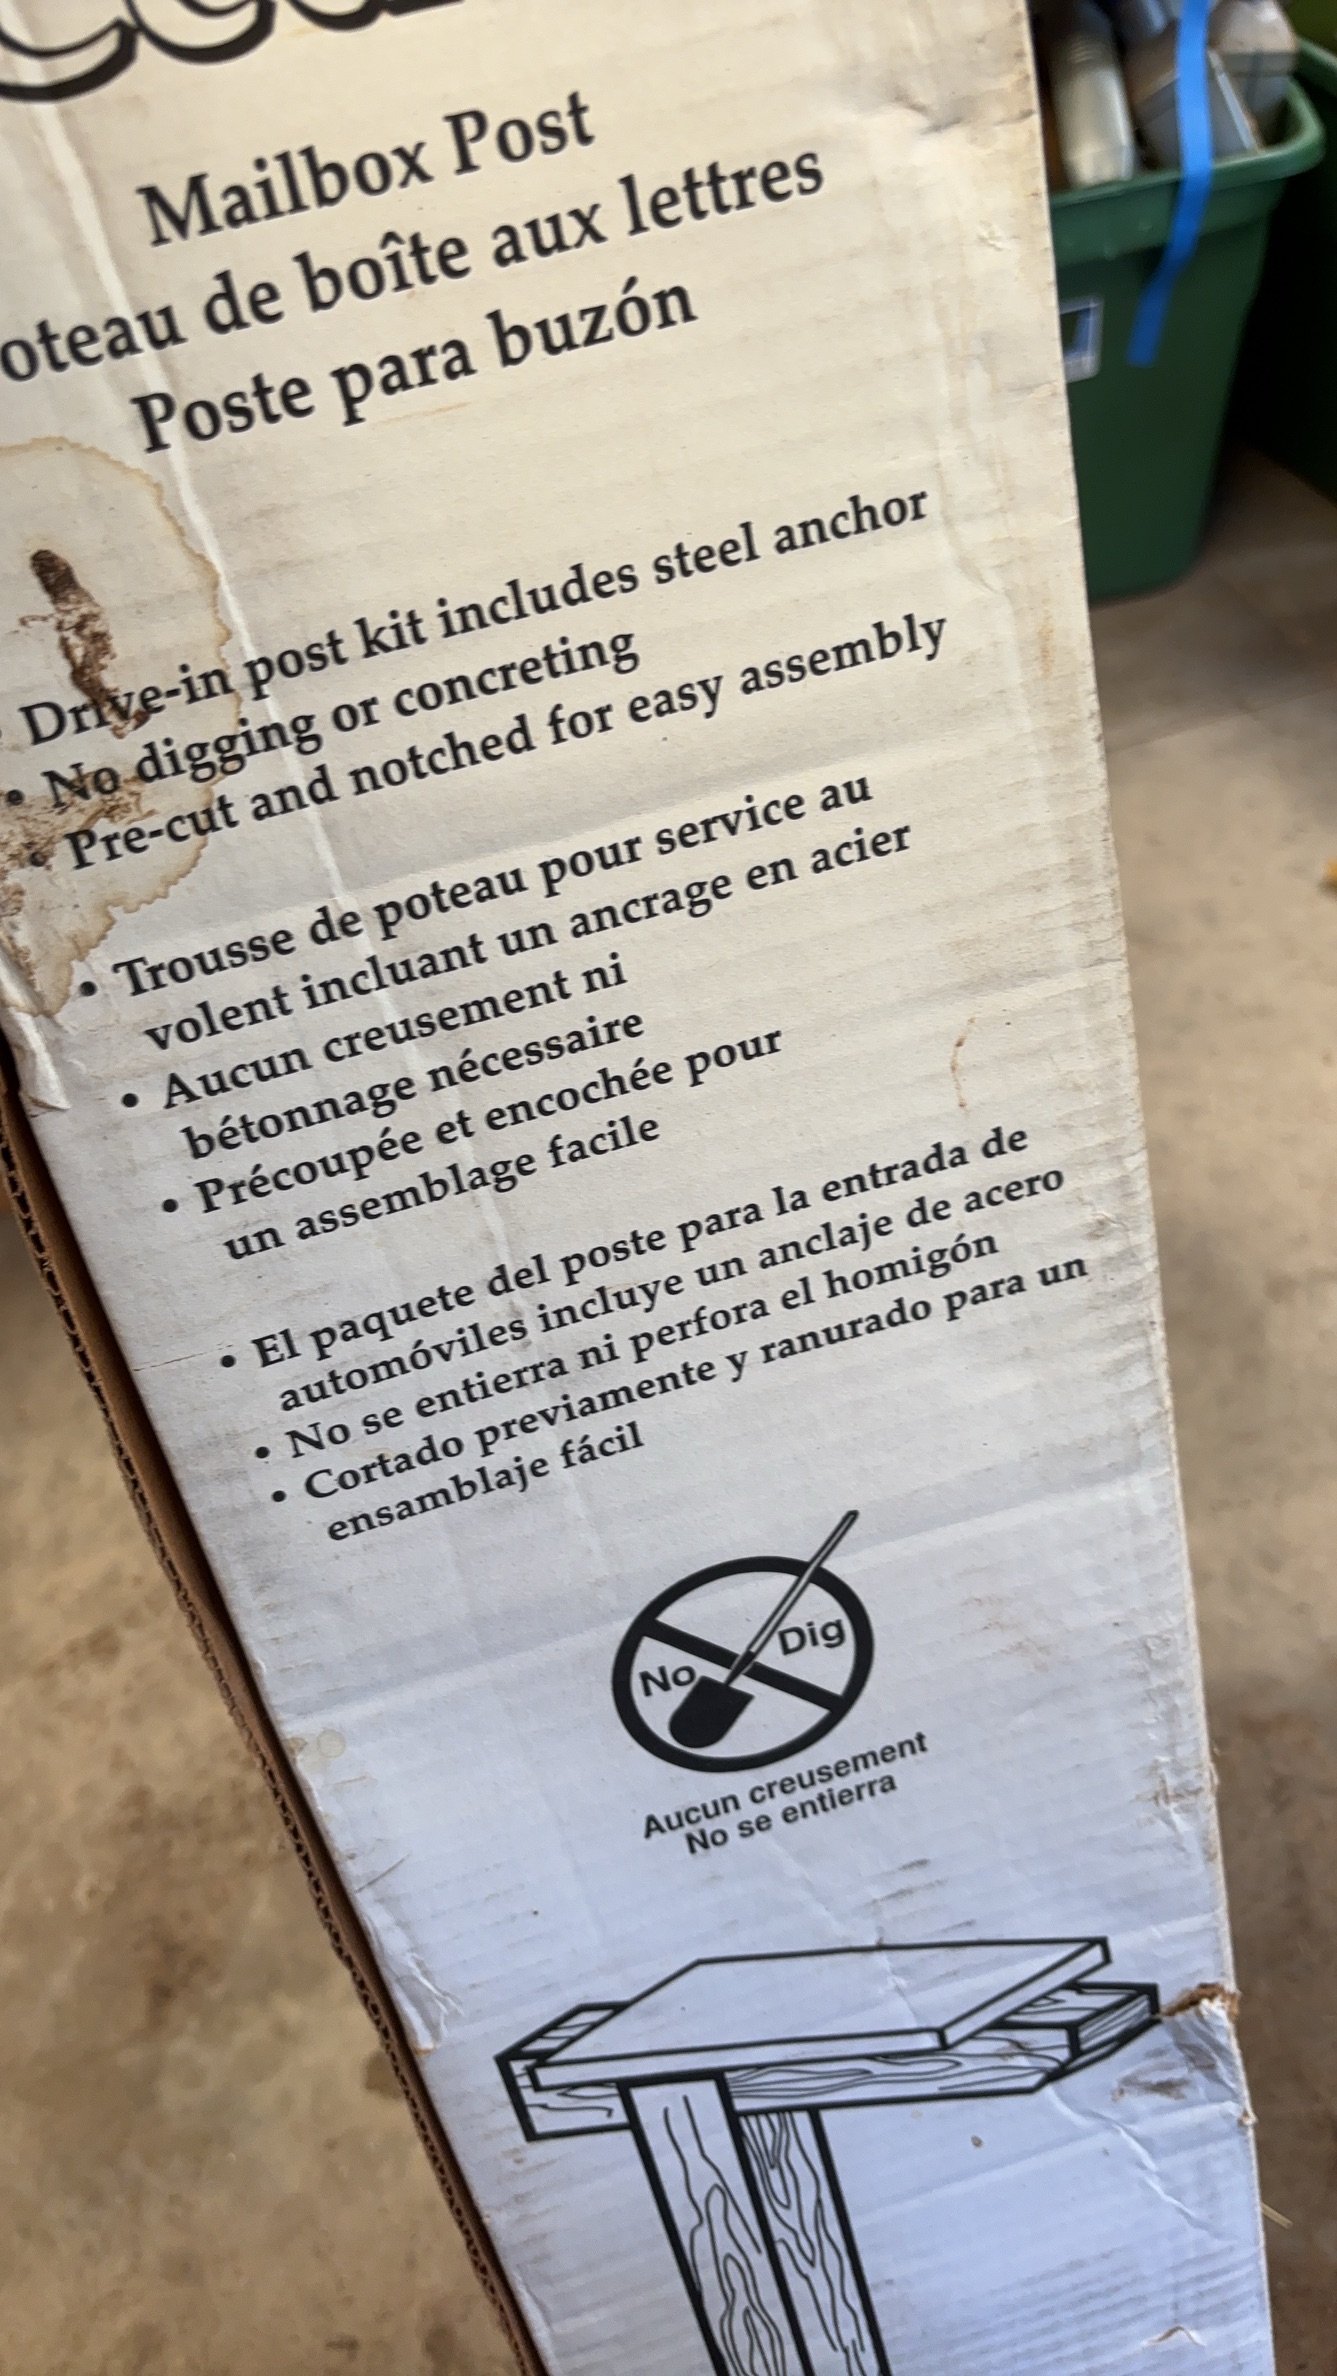 Mailbox Post
oteau de boîte aux lettres
Poste para buzón
• Drive-in post kit includes steel anchor
• No digging or concreting
• Pre-cut and notched for easy assembly
• Trousse de poteau pour service au
volent incluant un ancrage en acier
• Aucun creusement ni
bétonnage nécessaire
• Précoupée et encochée pour
un assemblage facile
• El paquete del poste para la entrada de
automóviles incluye un anclaje de acero
• No se entierra ni perfora el homigón
• Cortado previamente y ranurado para un
ensamblaje fácil
No Dig
Aucun creusement
No se entierra